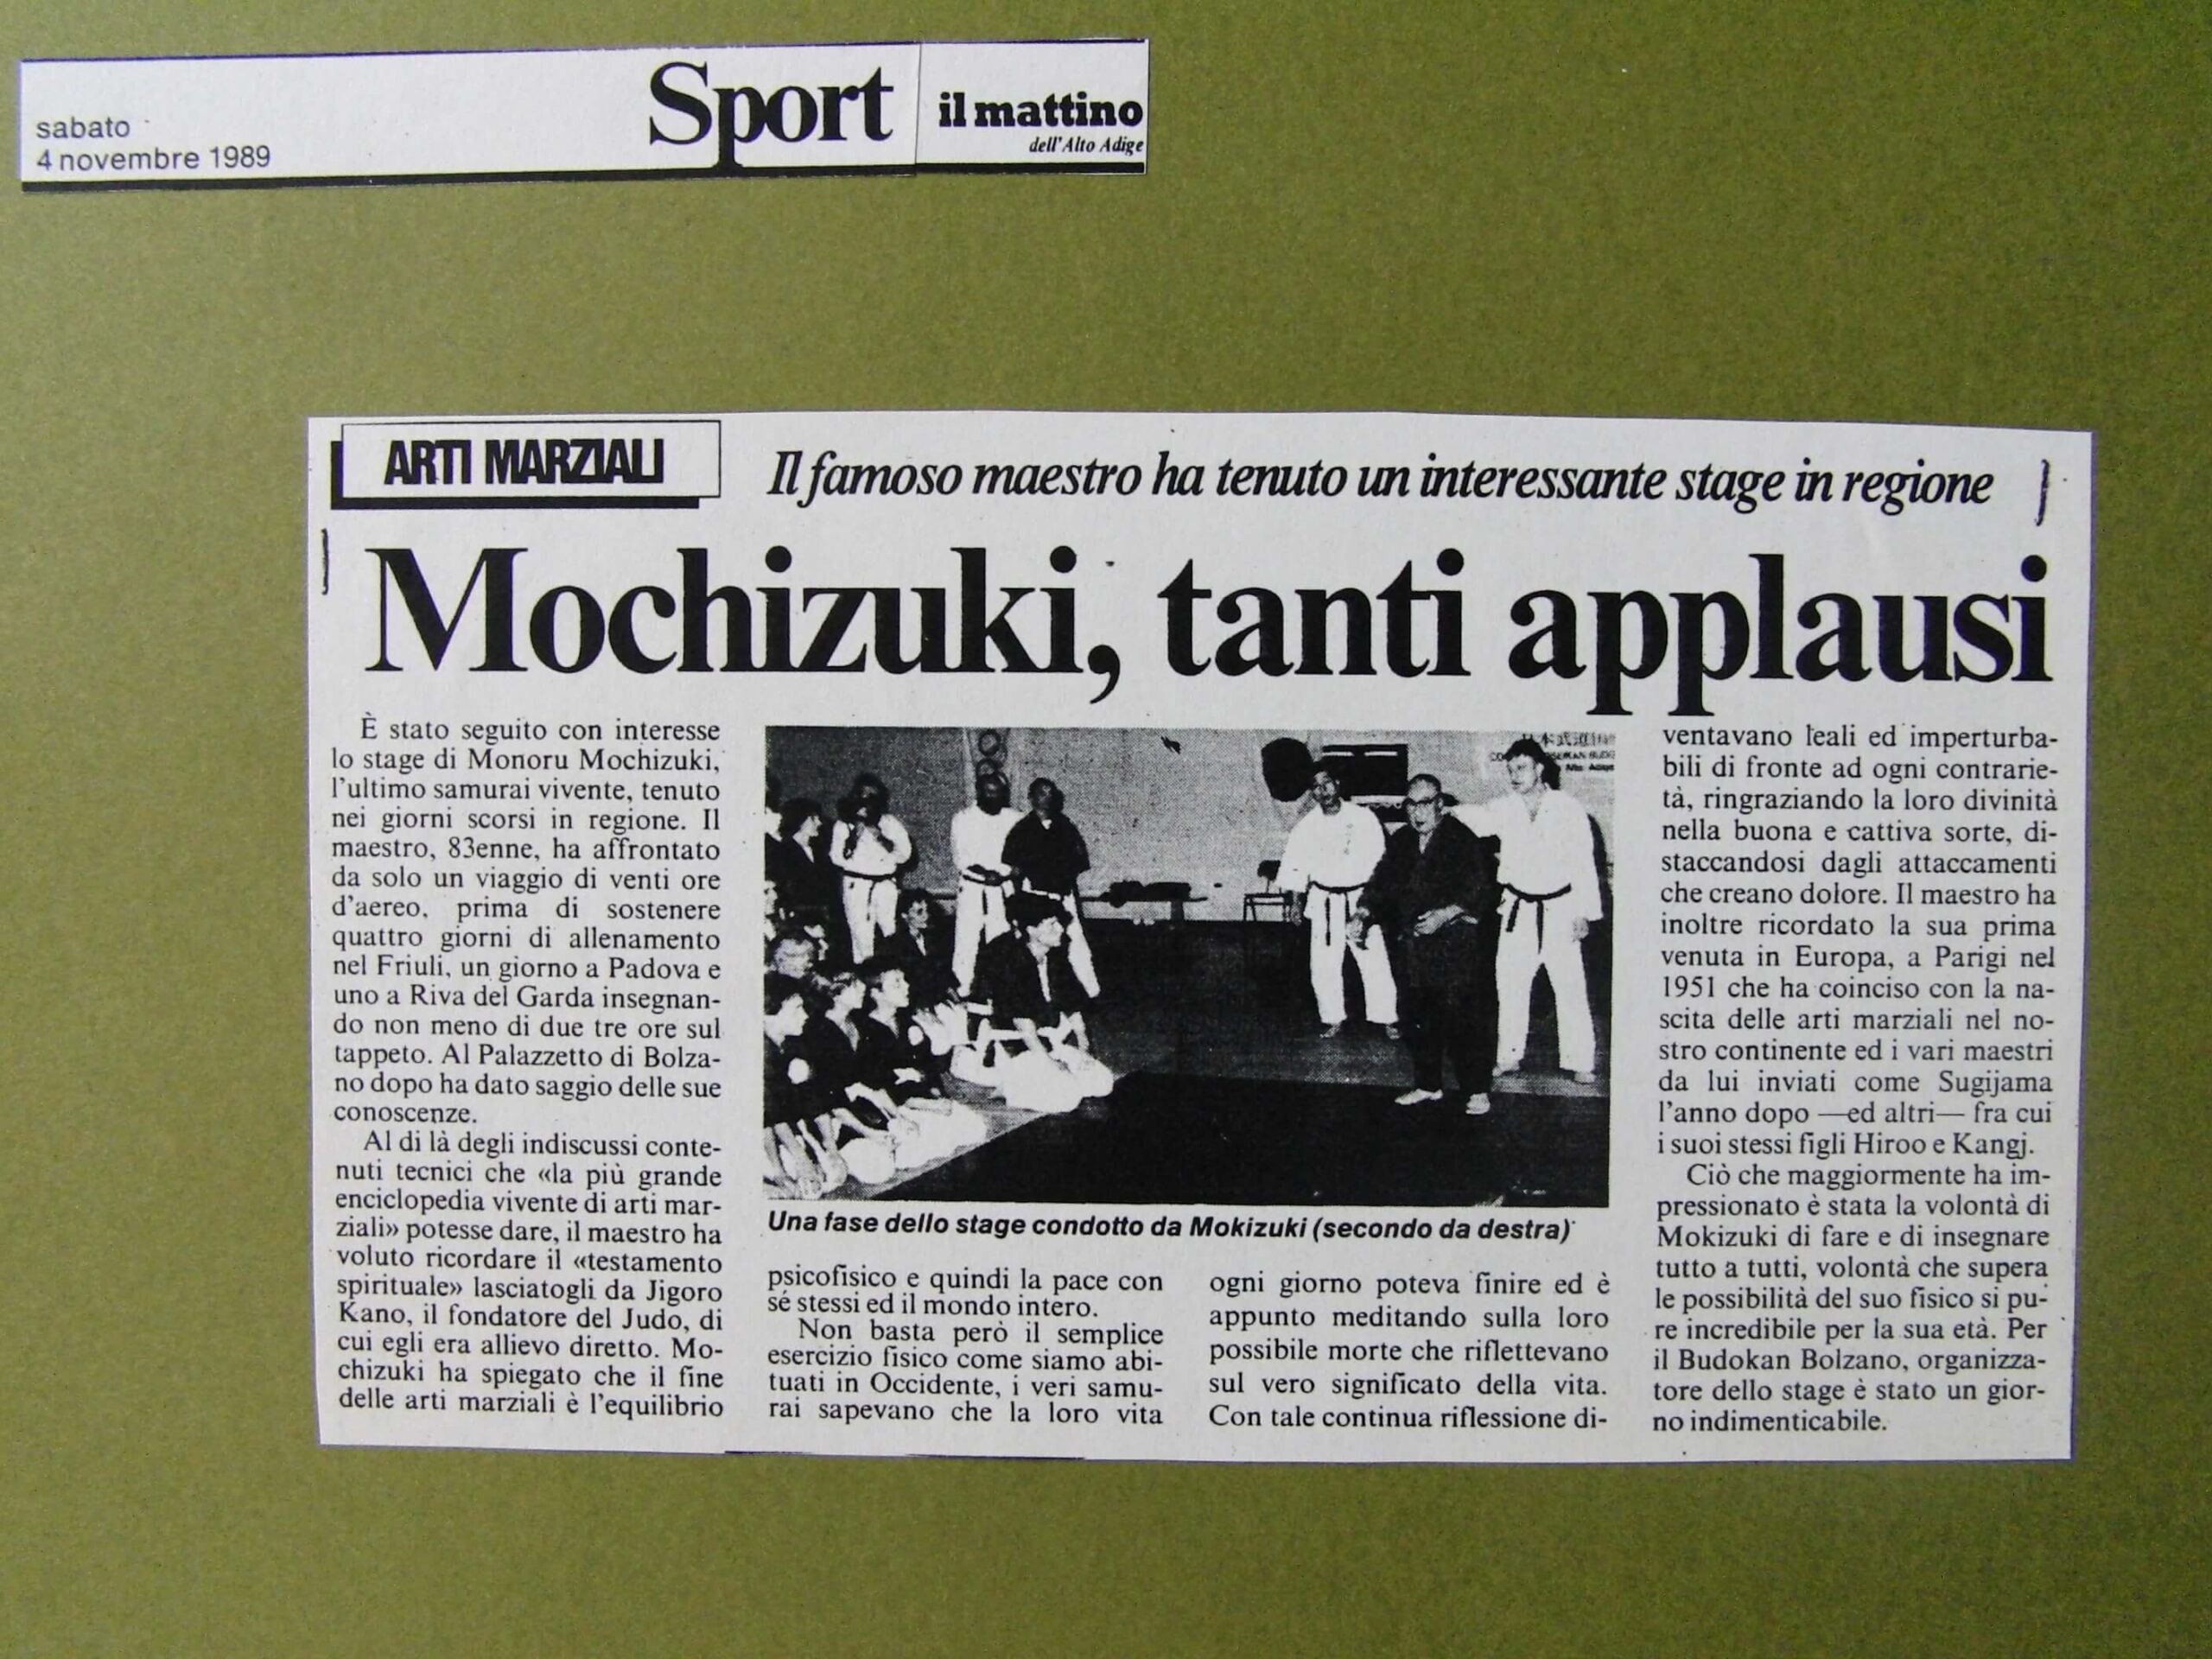 sabato
4 novembre 1989
Sport
il mattino
dell'Alto Adige
ARTI MARZIALI
Il famoso maestro ha tenuto un interessante stage in regione
Mochizuki, tanti applausi
È stato seguito con interesse
lo stage di Monoru Mochizuki,
l'ultimo samurai vivente, tenuto
nei giorni scorsi in regione. Il
maestro, 83enne, ha affrontato
da solo un viaggio di venti ore
d'aereo, prima di sostenere
quattro giorni di allenamento
nel Friuli, un giorno a Padova e
uno a Riva del Garda insegnan-
do non meno di due tre ore sul
tappeto. Al Palazzetto di Bolza-
no dopo ha dato saggio delle sue
conoscenze.
Al di là degli indiscussi conte-
nuti tecnici che «la più grande
enciclopedia vivente di arti mar-
ziali» potesse dare, il maestro ha
voluto ricordare il «testamento
spirituale» lasciatogli da Jigoro
Kano, il fondatore del Judo, di
cui egli era allievo diretto. Mo-
chizuki ha spiegato che il fine
delle arti marziali è l'equilibrio
Una fase dello stage condotto da Mokizuki (secondo da destra)
psicofisico e quindi la pace con
sé stessi ed il mondo intero.
Non basta però il semplice
esercizio fisico come siamo abi-
tuati in Occidente, i veri samu-
rai sapevano che la loro vita
ogni giorno poteva finire ed è
appunto meditando sulla loro
possibile morte che riflettevano
sul vero significato della vita.
Con tale continua riflessione di-
ventavano leali ed imperturba-
bili di fronte ad ogni contrarie-
tà, ringraziando la loro divinità
nella buona e cattiva sorte, di-
staccandosi dagli attaccamenti
che creano dolore. Il maestro ha
inoltre ricordato la sua prima
venuta in Europa, a Parigi nel
1951 che ha coinciso con la na-
scita delle arti marziali nel no-
stro continente ed i vari maestri
da lui inviati come Sugijama
l'anno dopo —ed altri— fra cui
i suoi stessi figli Hiroo e Kangj.
Ciò che maggiormente ha im-
pressionato è stata la volontà di
Mokizuki di fare e di insegnare
tutto a tutti, volontà che supera
le possibilità del suo fisico si pu-
re incredibile per la sua età. Per
il Budokan Bolzano, organizza-
tore dello stage è stato un gior-
no indimenticabile.